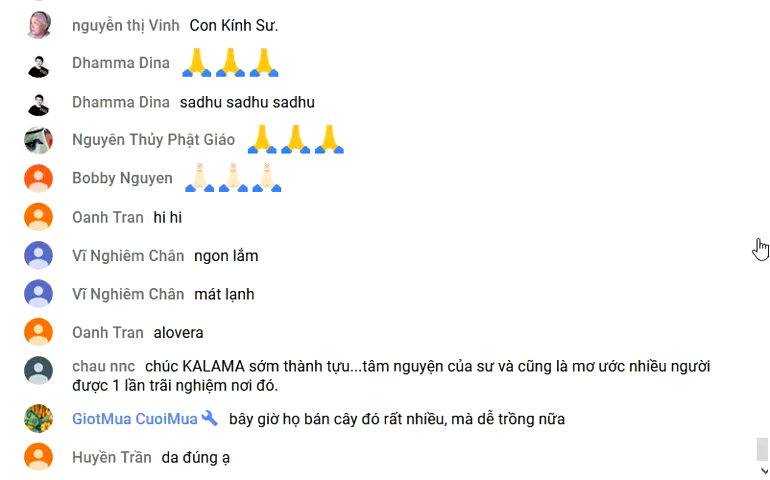 nguyễn thị Vinh Con Kính Sư.
Dhamma Dina 🙏🙏🙏
Dhamma Dina sadhu sadhu sadhu
Nguyên Thủy Phật Giáo 🙏🙏🙏
Bobby Nguyen 🙏🏻🙏🏻🙏🏻
Oanh Tran hi hi
Vĩ Nghiêm Chân ngon lắm
Vĩ Nghiêm Chân mát lạnh
Oanh Tran alovera
chau nnc chúc KALAMA sớm thành tựu...tâm nguyện của sư và cũng là mơ ước nhiều người
được 1 lần trãi nghiệm nơi đó.
GiotMua CuoiMua bây giờ họ bán cây đó rất nhiều, mà dễ trồng nữa
Huyền Trần da đúng ạ